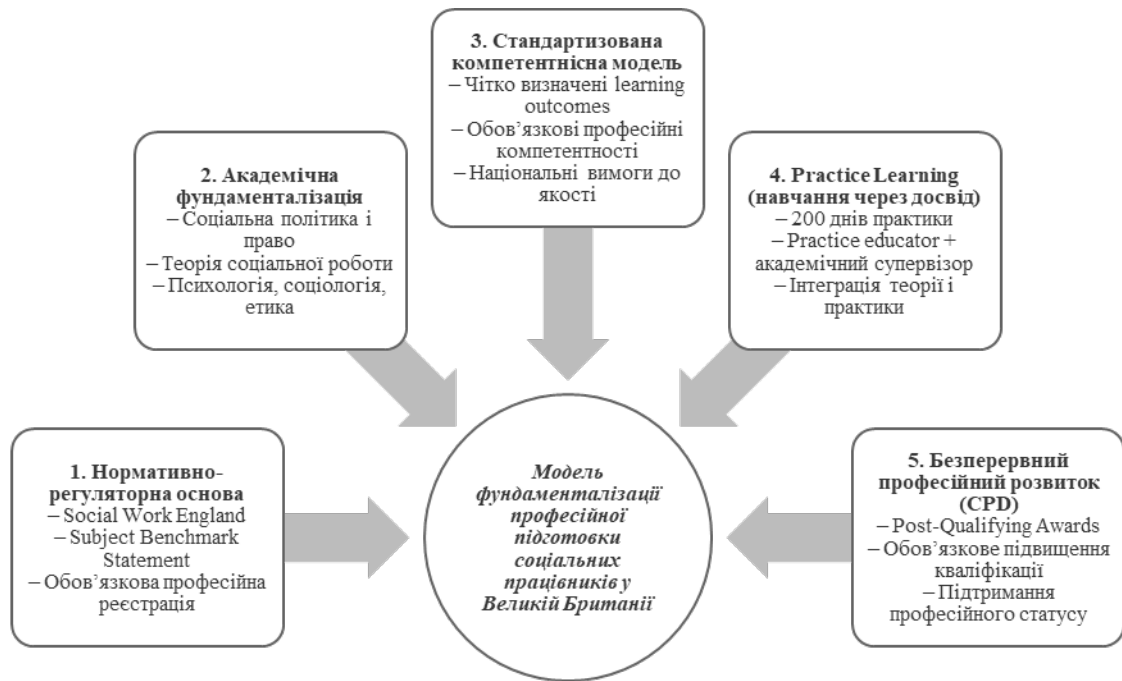 3. Стандартизована
компетентнісна модель
– Чітко визначені learning
outcomes
– Обов’язкові професійні
компетентності
– Національні вимоги до
якості
2. Академічна
фундаменталізація
– Соціальна політика і
право
– Теорія соціальної роботи
– Психологія, соціологія,
етика
4. Practice Learning
(навчання через досвід)
– 200 днів практики
– Practice educator +
академічний супервізор
– Інтеграція теорії і
практики
1. Нормативно-
регуляторна основа
– Social Work England
– Subject Benchmark
Statement
– Обов’язкова професійна
реєстрація
Модель
фундаменталізації
професійної
підготовки
соціальних
працівників у
Великій Британії
5. Безперервний
професійний розвиток
(CPD)
– Post-Qualifying Awards
– Обов’язкове підвищення
кваліфікації
– Підтримання
професійного статусу